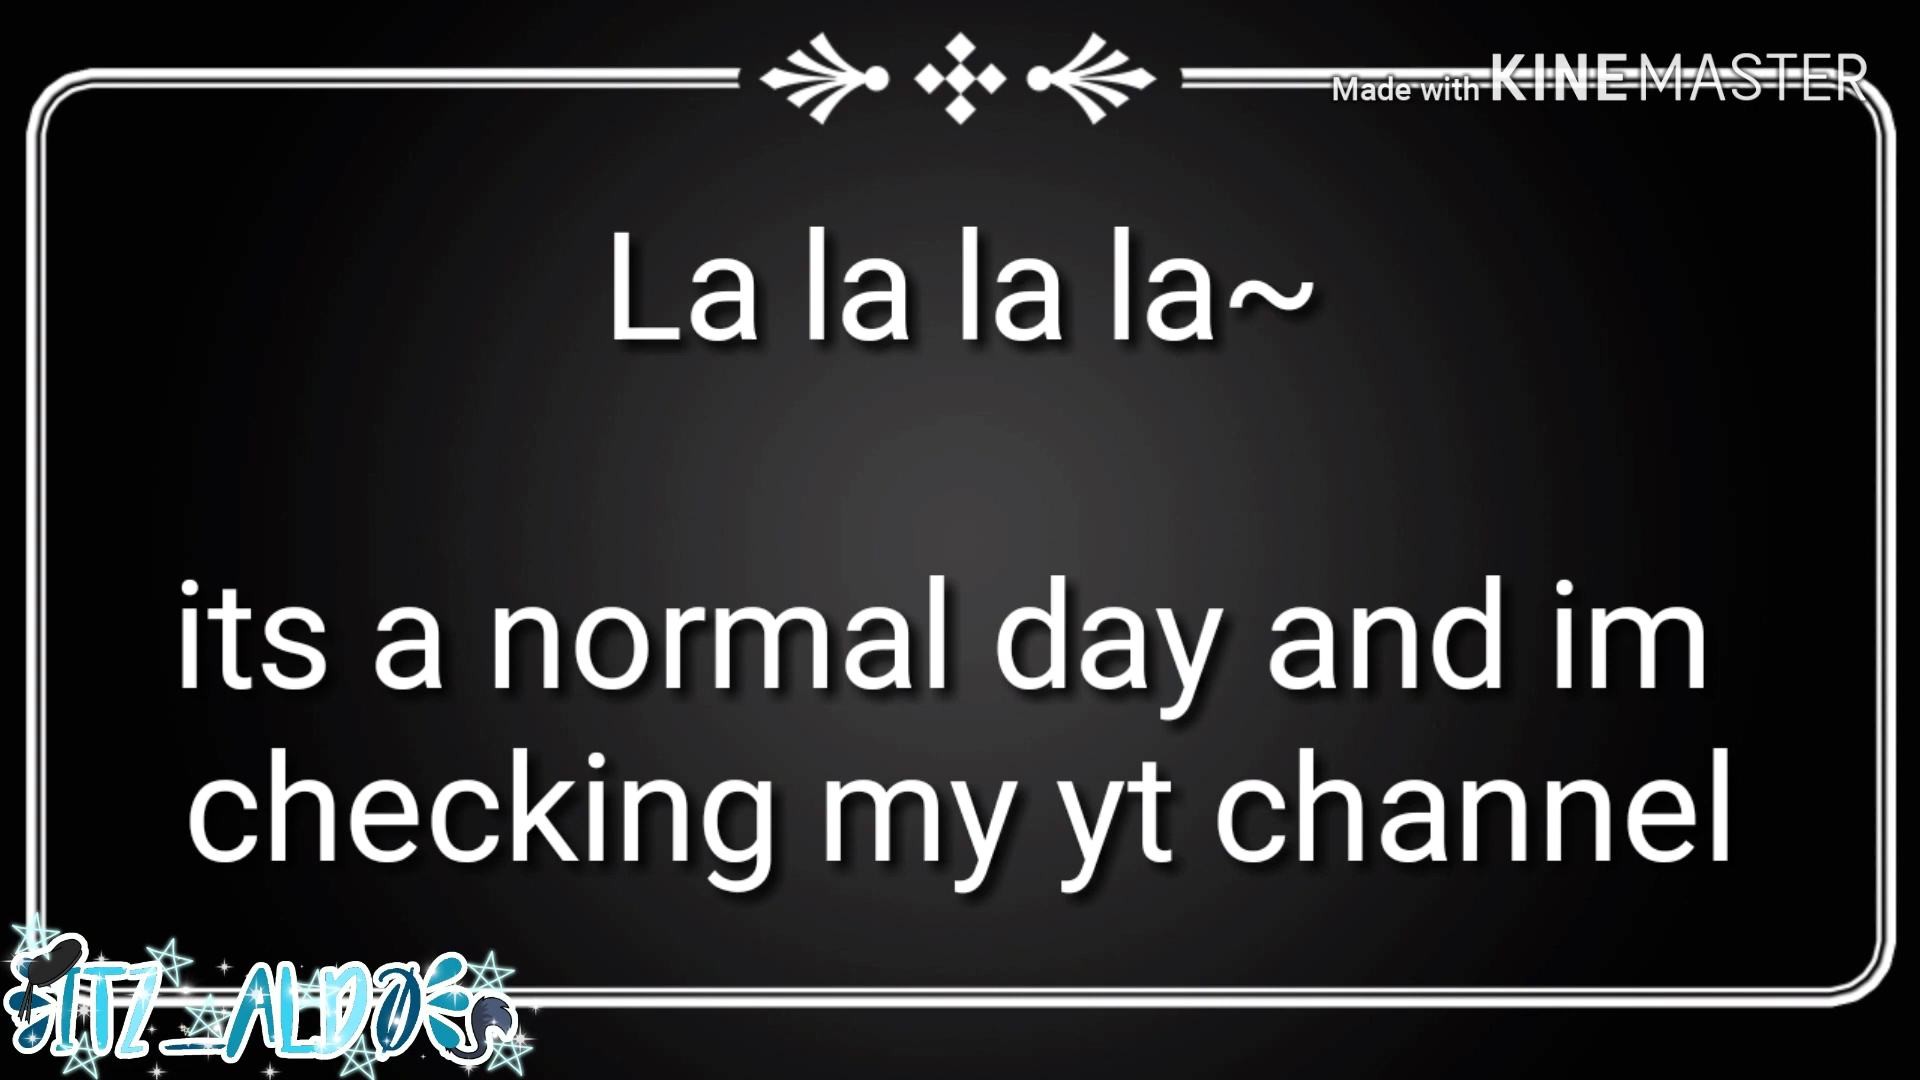 Made with KINEMASTER
La la la la~
its a normal day and im
checking my yt channel
ITZ_ALDO